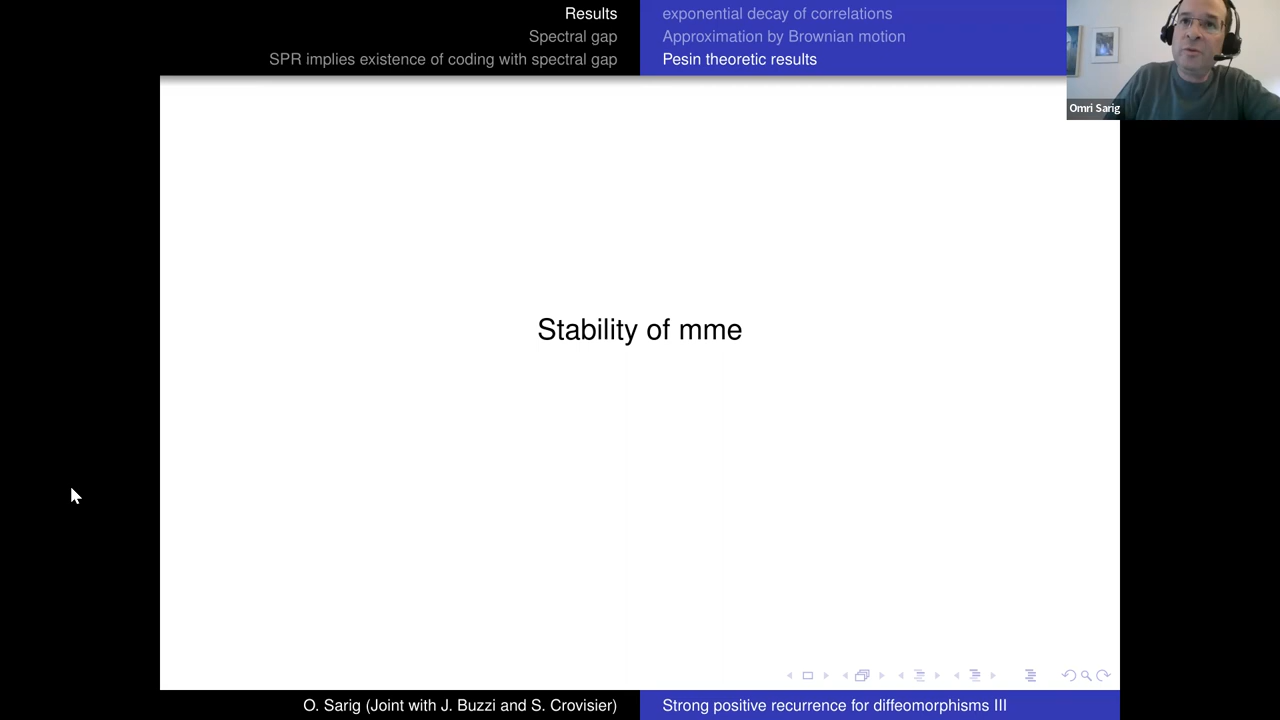 Results
Spectral gap
SPR implies existence of coding with spectral gap
exponential decay of correlations
Approximation by Brownian motion
Pesin theoretic results
Omri Sarig
Stability of mme
O. Sarig (Joint with J. Buzzi and S. Crovisier)
Strong positive recurrence for diffeomorphisms III